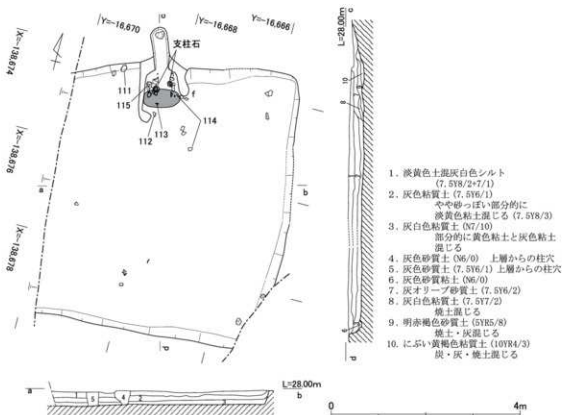 Y=-16,670
Y=-16,668
Y=-16,666
X=-138,674
X=-138,676
X=-138,678
支柱石
111
115
112
113
114
c
f
a
b
d
c
L=28.00m
10
8
6
d
1. 淡黄色土混灰白色シルト
(7.5Y8/2+7/1)
2. 灰色粘質土(7.5Y6/1)
やや砂っぽい部分的に
淡黄色粘土混じる(7.5Y8/3)
3. 灰白色粘質土(N7/10)
部分的に黄色粘土と灰色粘土
混じる
4. 灰色砂質土(N6/0) 上層からの柱穴
5. 灰色砂質土(7.5Y6/1)上層からの柱穴
6. 灰色砂質粘土(N6/0)
7. 灰オリーブ砂質土(7.5Y6/2)
8. 灰白色粘質土(7.5Y7/2)
焼土混じる
9. 明赤褐色砂質土(5YR5/8)
焼土・灰混じる
10. にぶい黄褐色粘質土(10YR4/3)
炭・灰・焼土混じる
a
L=28.00m
b
5
4
2
3
0
4m